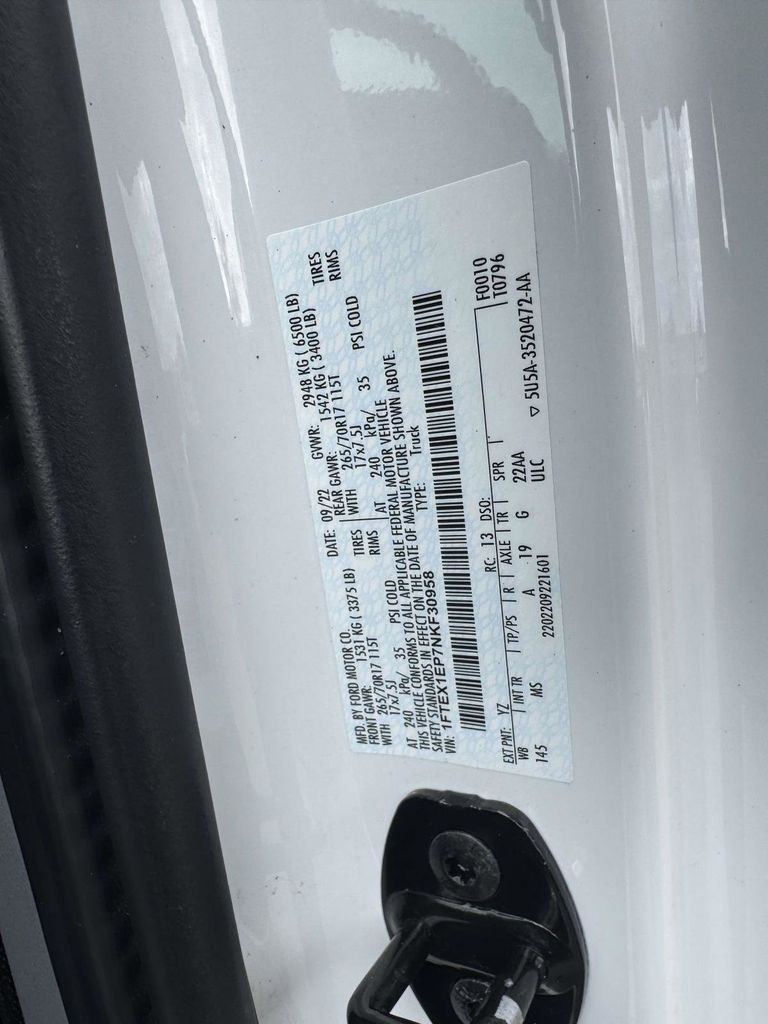 MFD. BY FORD MOTOR CO.
DATE: 09/22 GVWR: 2948 KG ( 6500 LB)
FRONT GAWR: 1531 KG ( 3375 LB) REAR GAWR: 1542 KG ( 3400 LB)
WITH 265/70R17 115T TIRES WITH 265/70R17 115T TIRES
17x7.5J RIMS 17x7.5J RIMS
AT 240 kPa/ 35 PSI COLD AT 240 kPa/ 35 PSI COLD
THIS VEHICLE CONFORMS TO ALL APPLICABLE FEDERAL MOTOR VEHICLE
SAFETY STANDARDS IN EFFECT ON THE DATE OF MANUFACTURE SHOWN ABOVE.
VIN: 1FTEX1EP7NKF30958 TYPE: Truck
EXT PNT: YZ RC: 13 DSO: F0010
WB INT TR TP/PS R AXLE TR SPR T0796
145 MS A 19 G 22AA
2202209221601 ULC ▽ 5U5A-3520472-AA